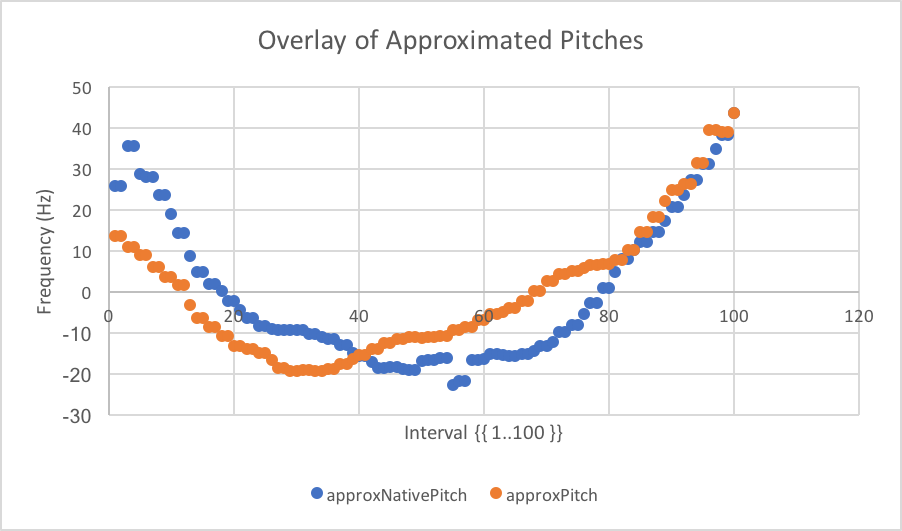 Overlay of Approximated Pitches
50
40
30
20
10
0
-10
-20
-30
Frequency (Hz)
0 20 40 60 80 100 120
Interval {{ 1..100 }}
approxNativePitch approxPitch